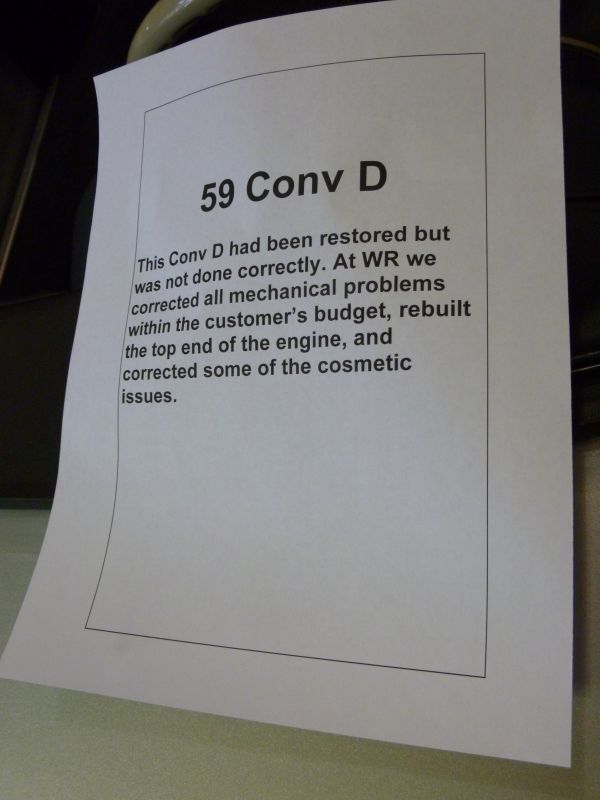 59 Conv D
This Conv D had been restored but
was not done correctly. At WR we
corrected all mechanical problems
within the customer's budget, rebuilt
the top end of the engine, and
corrected some of the cosmetic
issues.